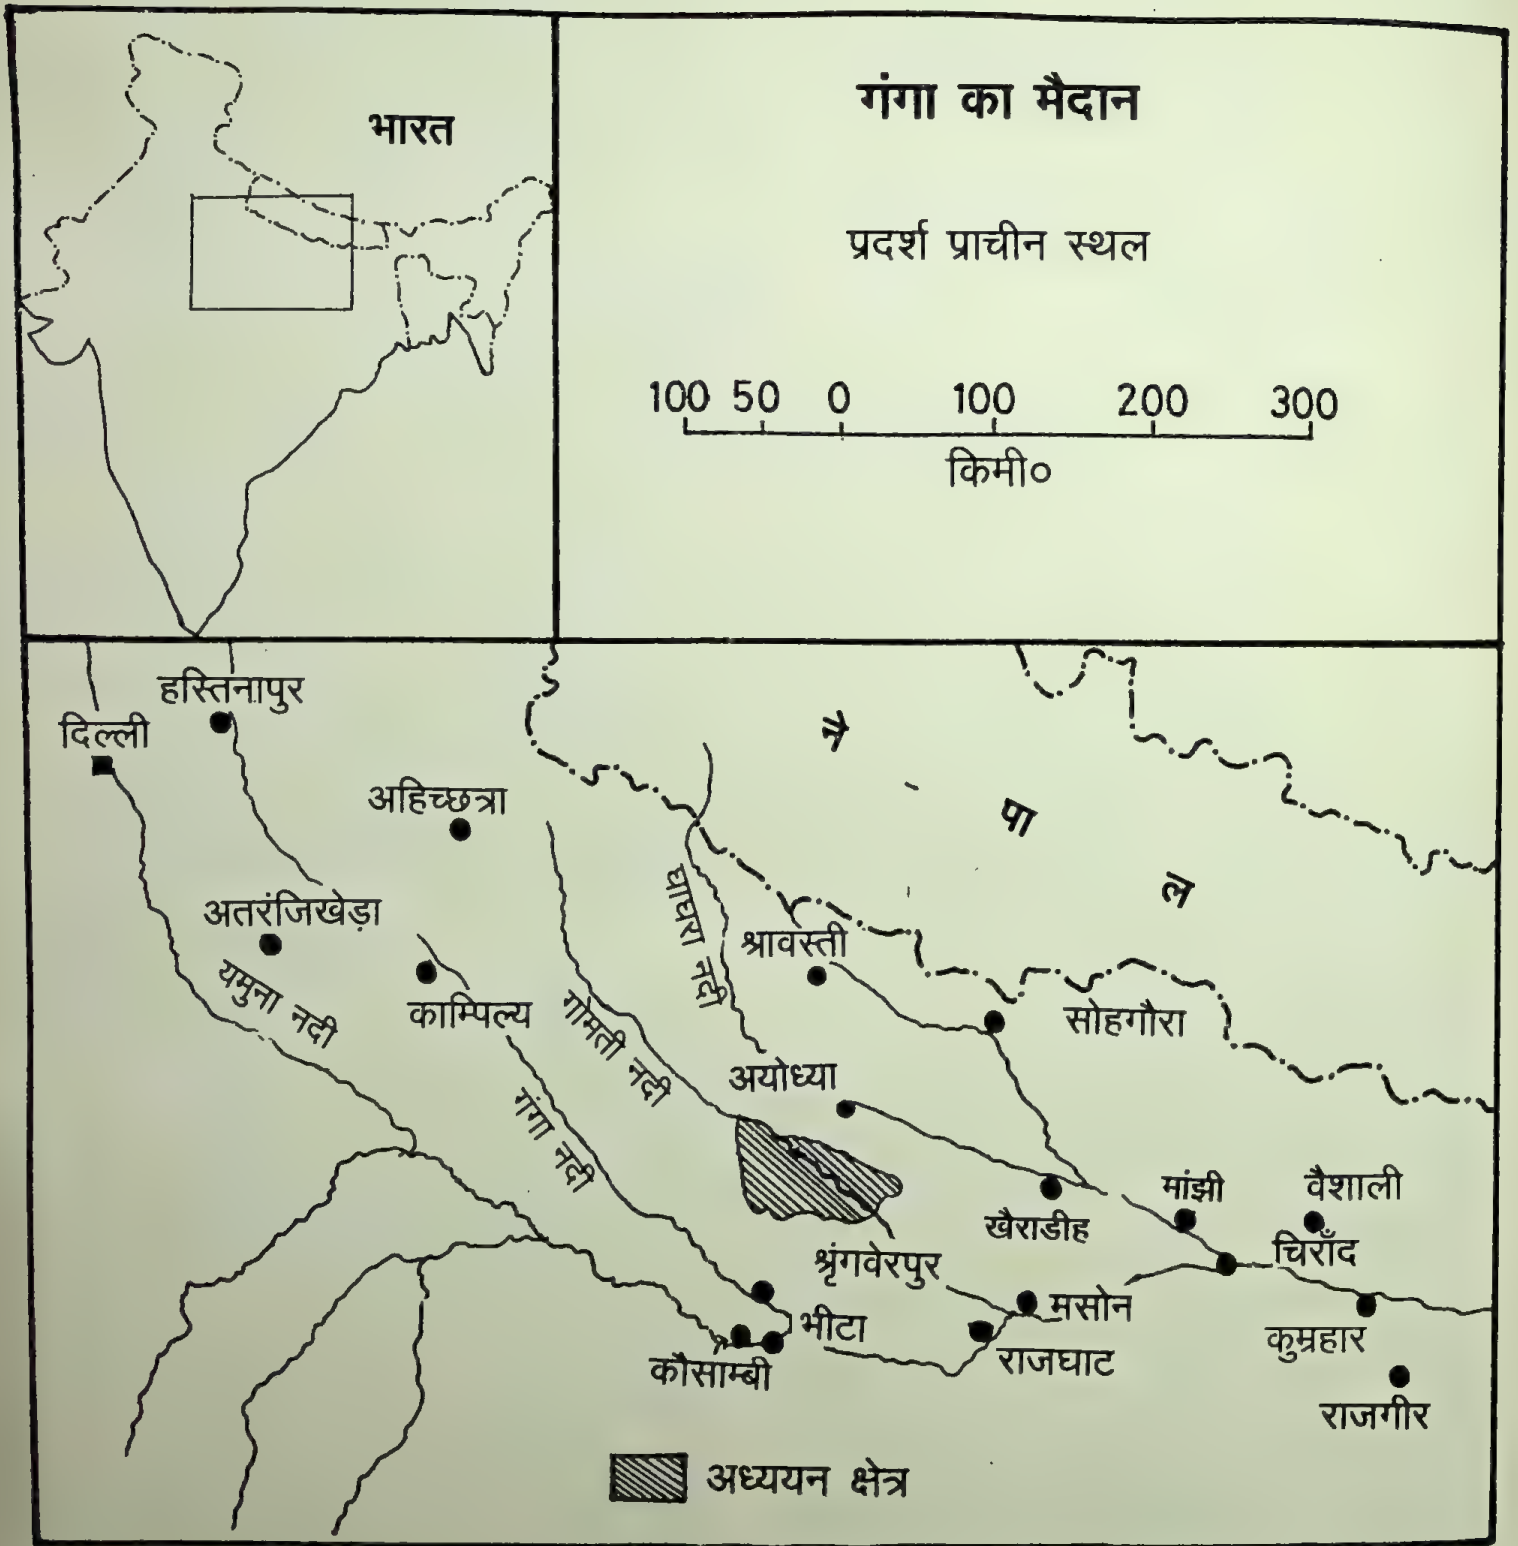 भारत
गंगा का मैदान
प्रदर्श प्राचीन स्थल
100 50 0 100 200 300
किमी०
हस्तिनापुर
दिल्ली
नेपाल
अहिच्छत्रा
घाघरा नदी
अतरंजिखेड़ा
श्रावस्ती
यमुना नदी
काम्पिल्य
गोमती नदी
सोहगौरा
अयोध्या
गंगा नदी
मांझी
वैशाली
खैराडीह
चिराँद
श्रृंगवेरपुर
मसोन
भीटा
कुम्रहार
राजघाट
कौसाम्बी
राजगीर
अध्ययन क्षेत्र